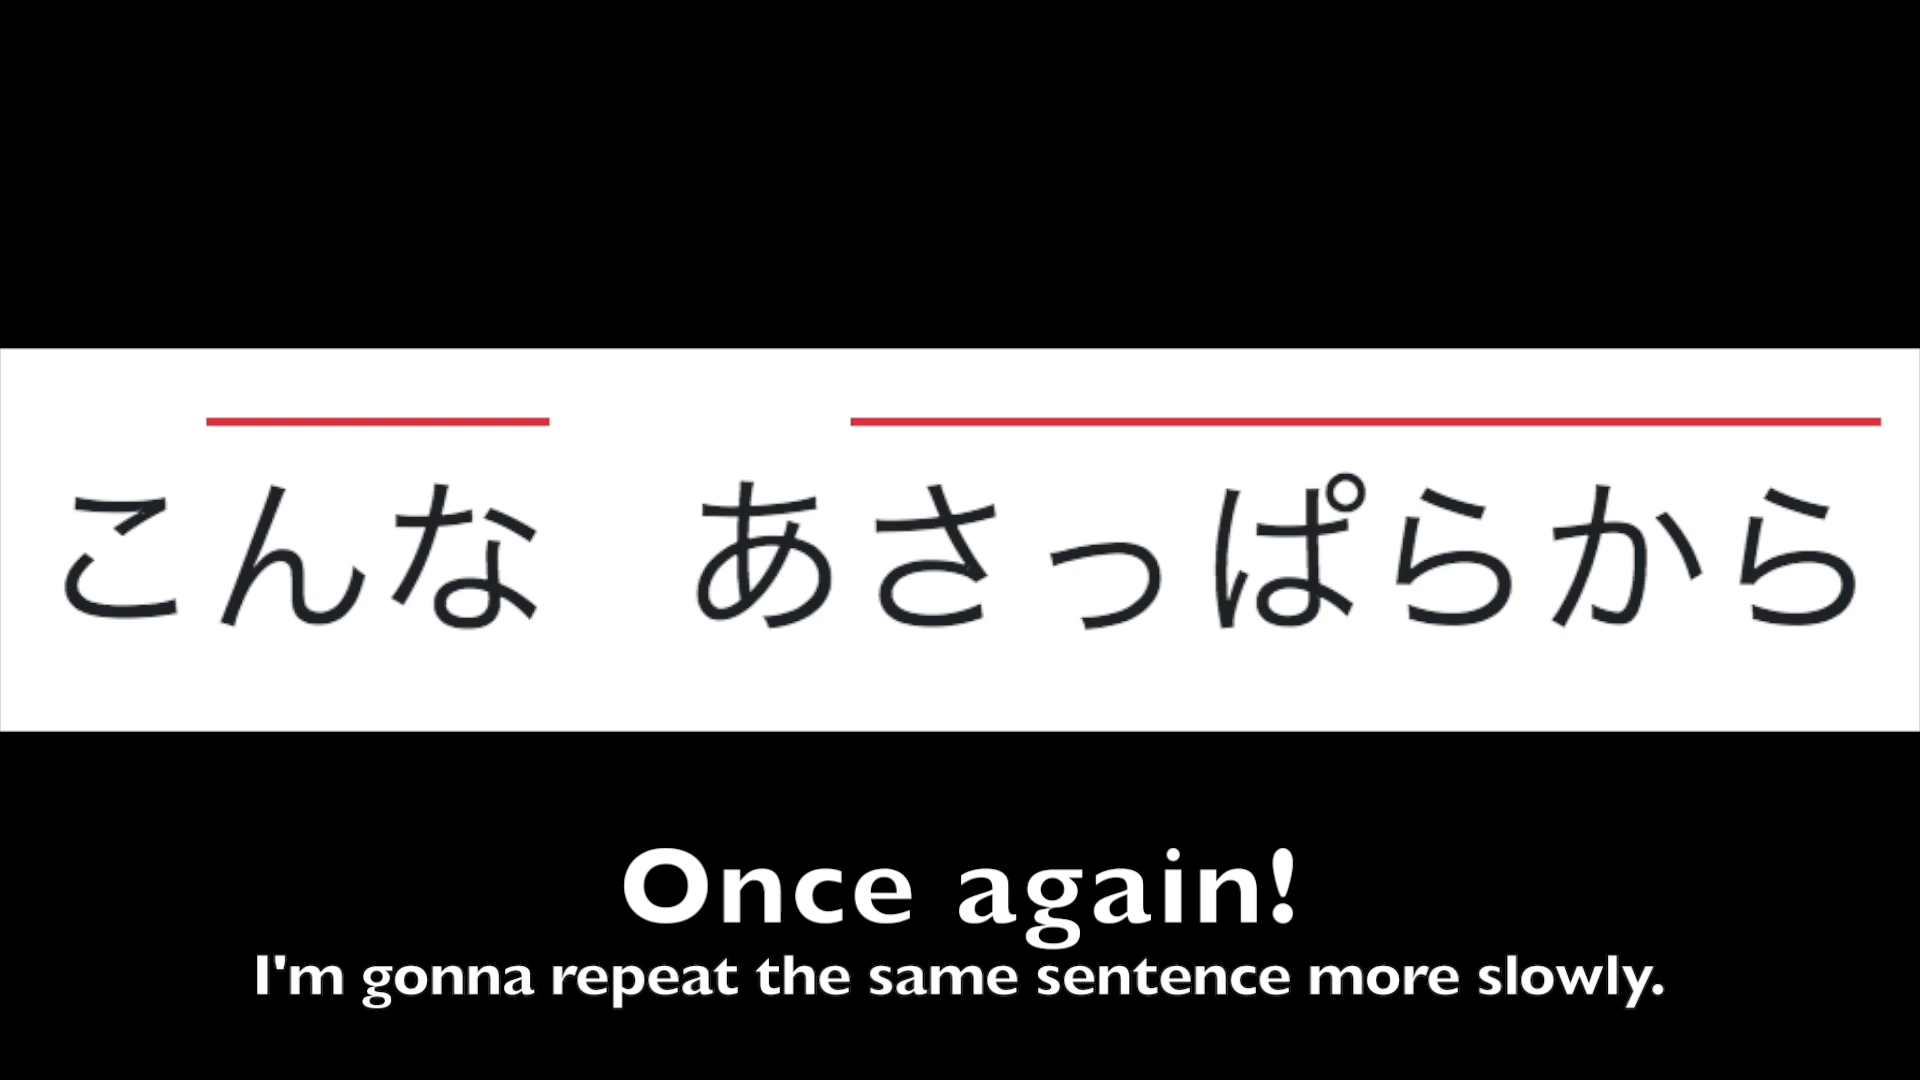 こんな あさっぱらから
Once again!
I'm gonna repeat the same sentence more slowly.